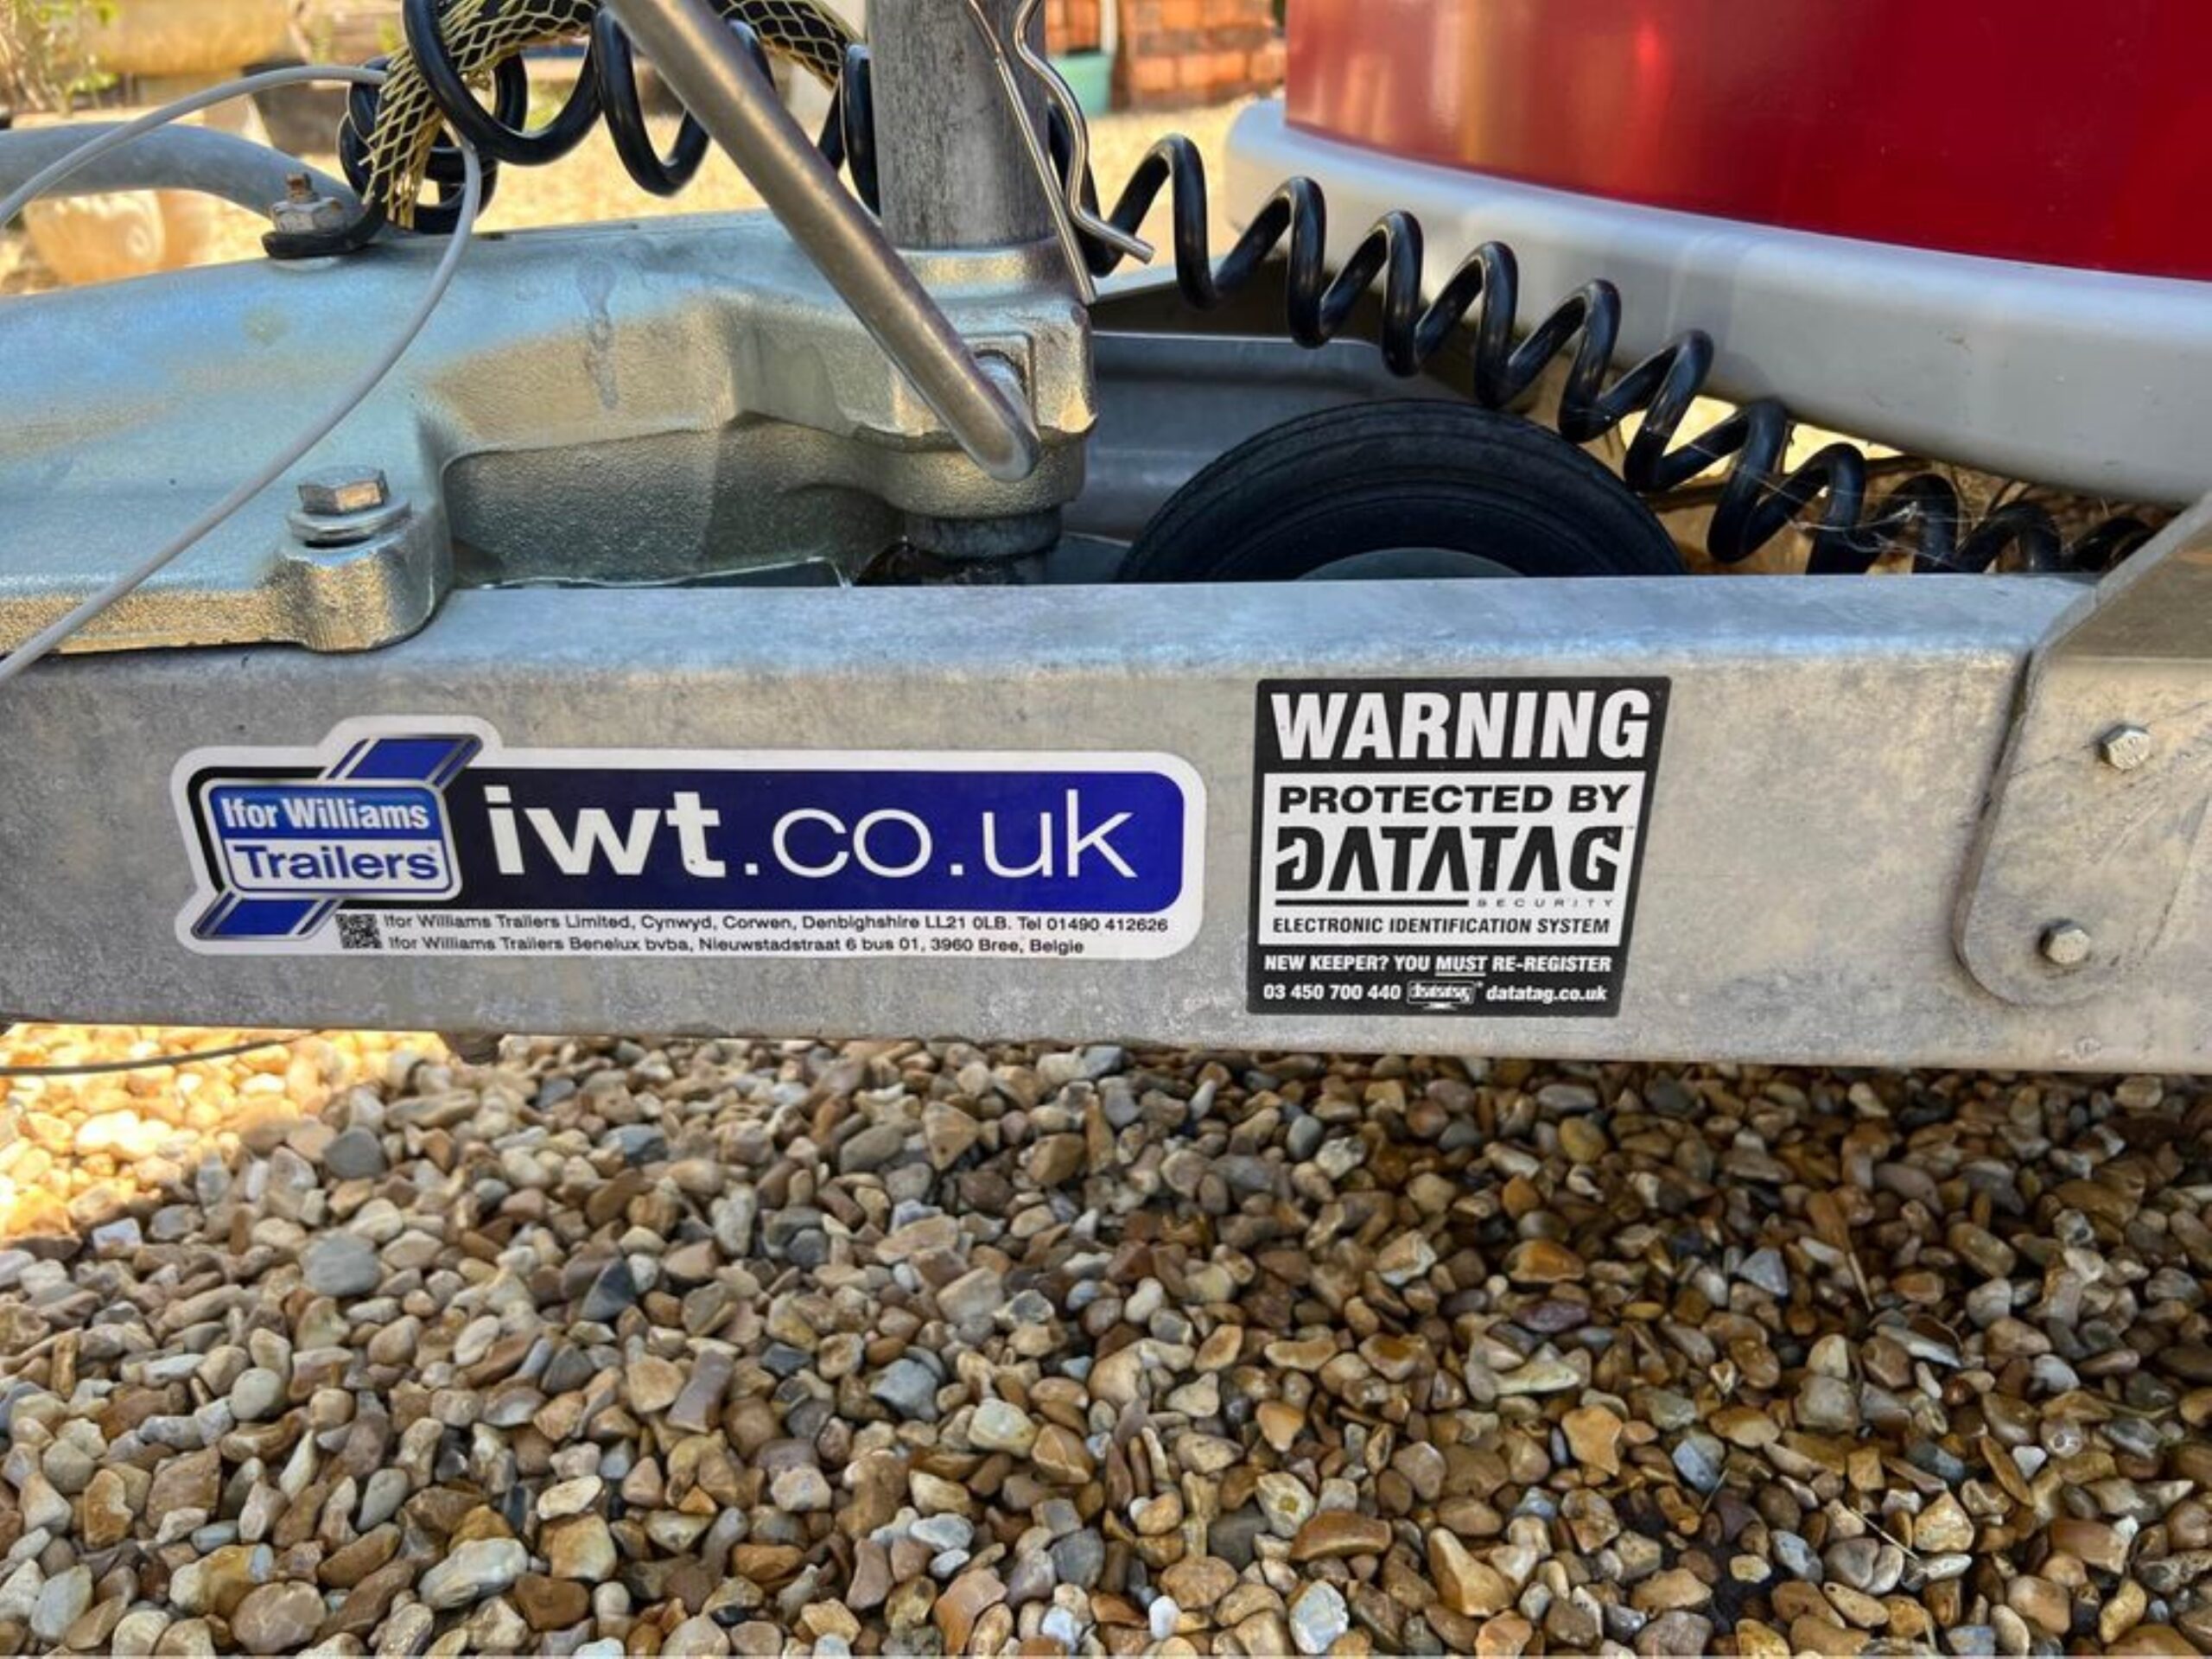 Ifor Williams
Trailers
iwt.co.uk
Ifor Williams Trailers Limited, Cynwyd, Corwen, Denbighshire LL21 0LB. Tel 01490 412626
Ifor Williams Trailers Benelux bvba, Nieuwstadstraat 6 bus 01, 3960 Bree, Belgie
WARNING
PROTECTED BY
DATATAG
SECURITY
ELECTRONIC IDENTIFICATION SYSTEM
NEW KEEPER? YOU MUST RE-REGISTER
03 450 700 440 datatag datatag.co.uk